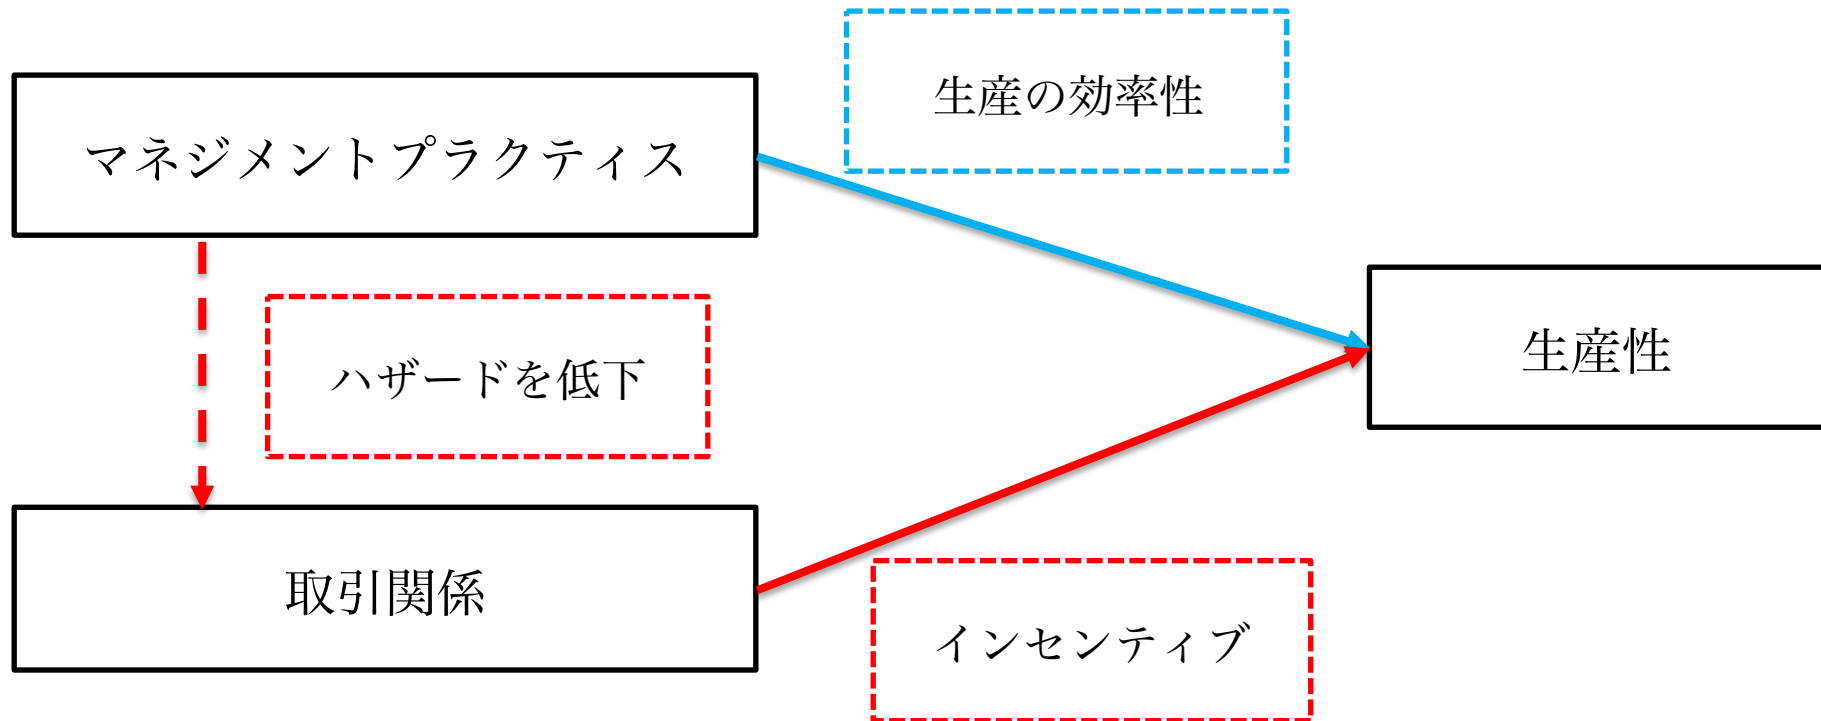 生産の効率性
マネジメントプラクティス
ハザードを低下
生産性
取引関係
インセンティブ